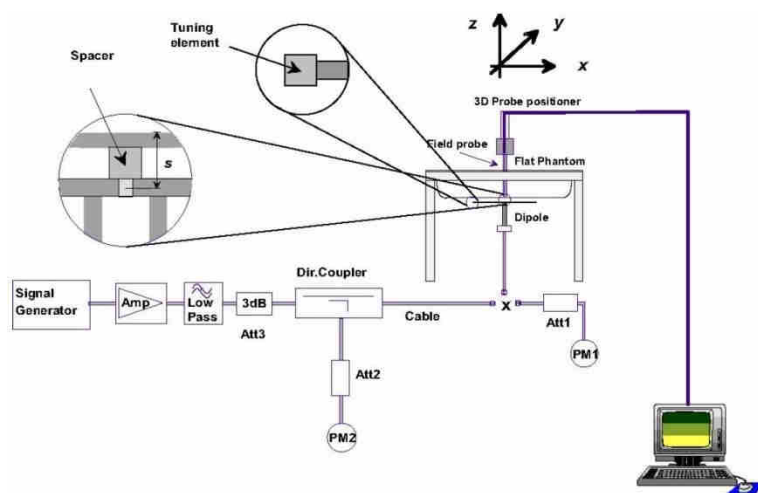 Tuning
element
z
y
x
Spacer
3D Probe positioner
s
Field probe
Flat Phantom
Dipole
Dir.Coupler
Signal
Generator
Amp
Low
Pass
3dB
Att3
Cable
x
Att1
PM1
Att2
PM2